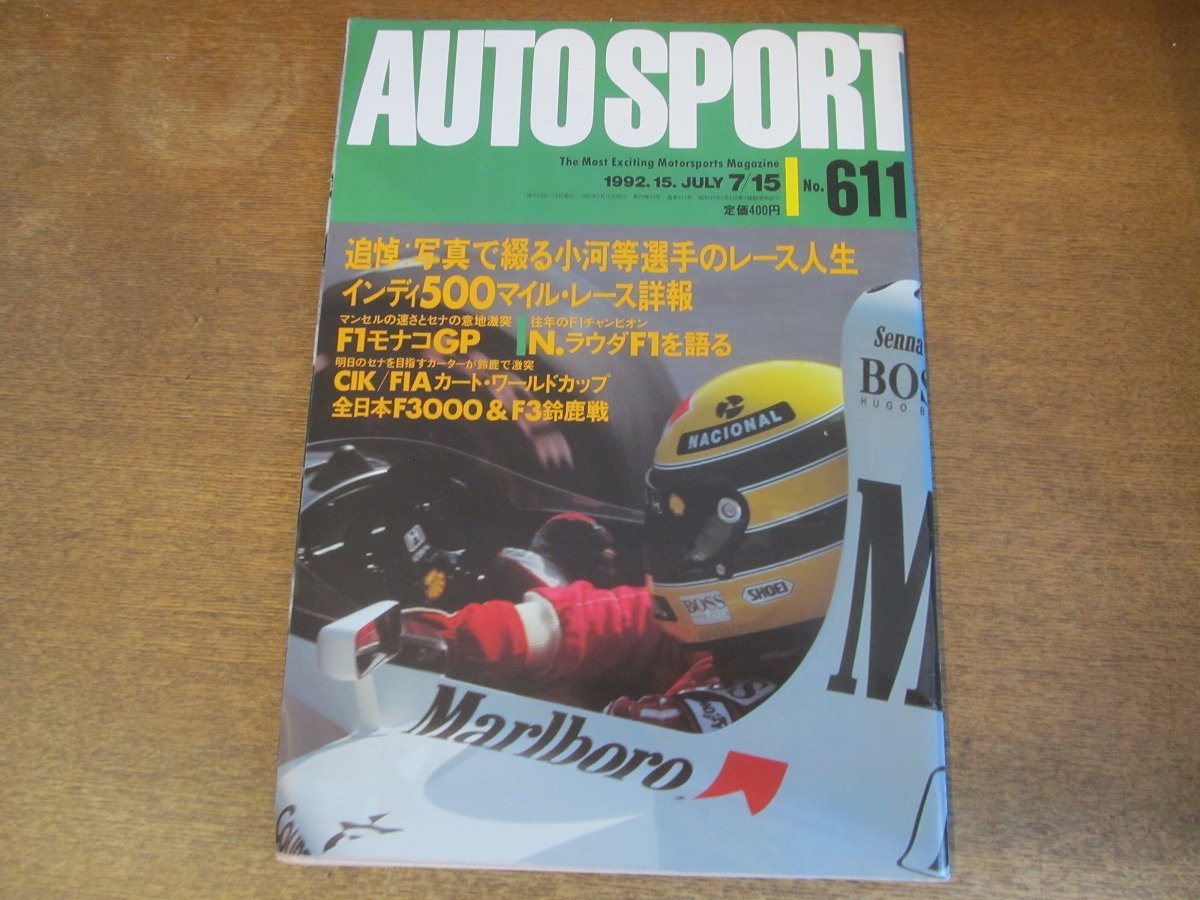 AUTOSPORT
The Most Exciting Motorsports Magazine
1992. 15. JULY 7/15
No. 611
定価400円
追悼:写真で綴る小河等選手のレース人生
インディ500マイル・レース詳報
マンセルの速さとセナの意地激突
F1モナコGP
往年のF1チャンピオン
N.ラウダF1を語る
明日のセナを目指すカーターが鈴鹿で激突
CIK/FIAカート・ワールドカップ
全日本F3000&F3鈴鹿戦
Senna
BOSS
HUGO B
NACIONAL
SHOEI
BOSS
M
Marlboro
Cour